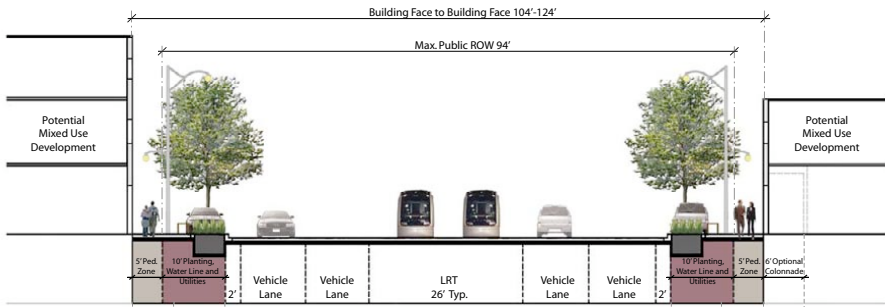 Building Face to Building Face 104'-124'
Max. Public ROW 94'
Potential
Mixed Use
Development
Potential
Mixed Use
Development
5' Ped.
Zone
10' Planting,
Water Line and
Utilities
2'
Vehicle
Lane
Vehicle
Lane
LRT
26' Typ.
Vehicle
Lane
Vehicle
Lane
2'
10' Planting,
Water Line and
Utilities
5' Ped.
Zone
6' Optional
Colonnade